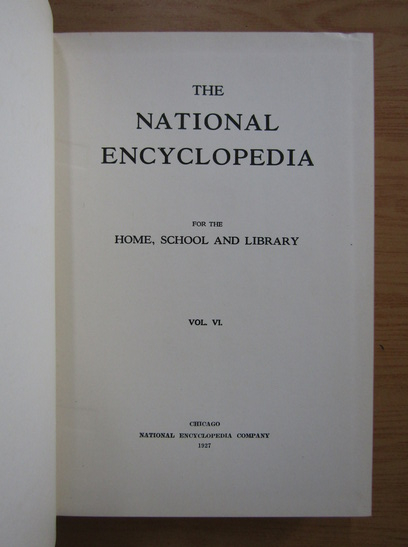 THE
NATIONAL
ENCYCLOPEDIA
FOR THE
HOME, SCHOOL AND LIBRARY
VOL. VI.
CHICAGO
NATIONAL ENCYCLOPEDIA COMPANY
1927